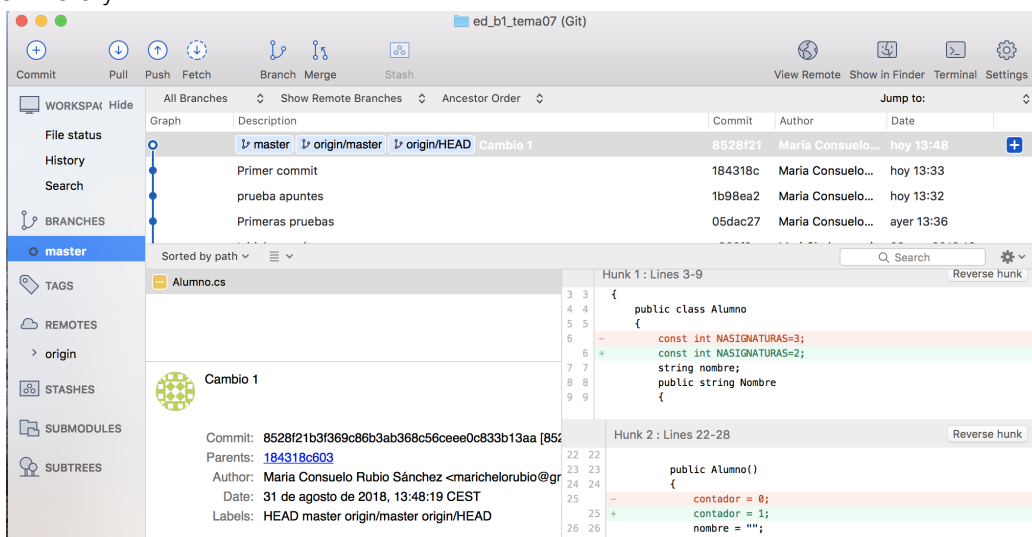 ed_b1_tema07 (Git)
Commit Pull Push Fetch Branch Merge Stash View Remote Show in Finder Terminal Settings
WORKSPA( Hide
File status
History
Search
BRANCHES
master
TAGS
REMOTES
origin
STASHES
SUBMODULES
SUBTREES
All Branches Show Remote Branches Ancestor Order Jump to:
Graph Description Commit Author Date
master origin/master origin/HEAD Cambio 1 8528f21 Maria Consuelo... hoy 13:48
Primer commit 184318c Maria Consuelo... hoy 13:33
prueba apuntes 1b98ea2 Maria Consuelo... hoy 13:32
Primeras pruebas 05dac27 Maria Consuelo... ayer 13:36
Sorted by path Search
Alumno.cs
Cambio 1
Commit: 8528f21b3f369c86b3ab368c56ceee0c833b13aa [852
Parents: 184318c603
Author: Maria Consuelo Rubio Sánchez <marichelorubio@gr
Date: 31 de agosto de 2018, 13:48:19 CEST
Labels: HEAD master origin/master origin/HEAD
Hunk 1 : Lines 3-9 Reverse hunk
3 3 {
4 4 public class Alumno
5 5 {
6 - const int NASIGNATURAS=3;
6 + const int NASIGNATURAS=2;
7 7 string nombre;
8 8 public string Nombre
9 9 {
Hunk 2 : Lines 22-28 Reverse hunk
22 22
23 23 public Alumno()
24 24 {
25 - contador = 0;
25 + contador = 1;
26 26 nombre = "";